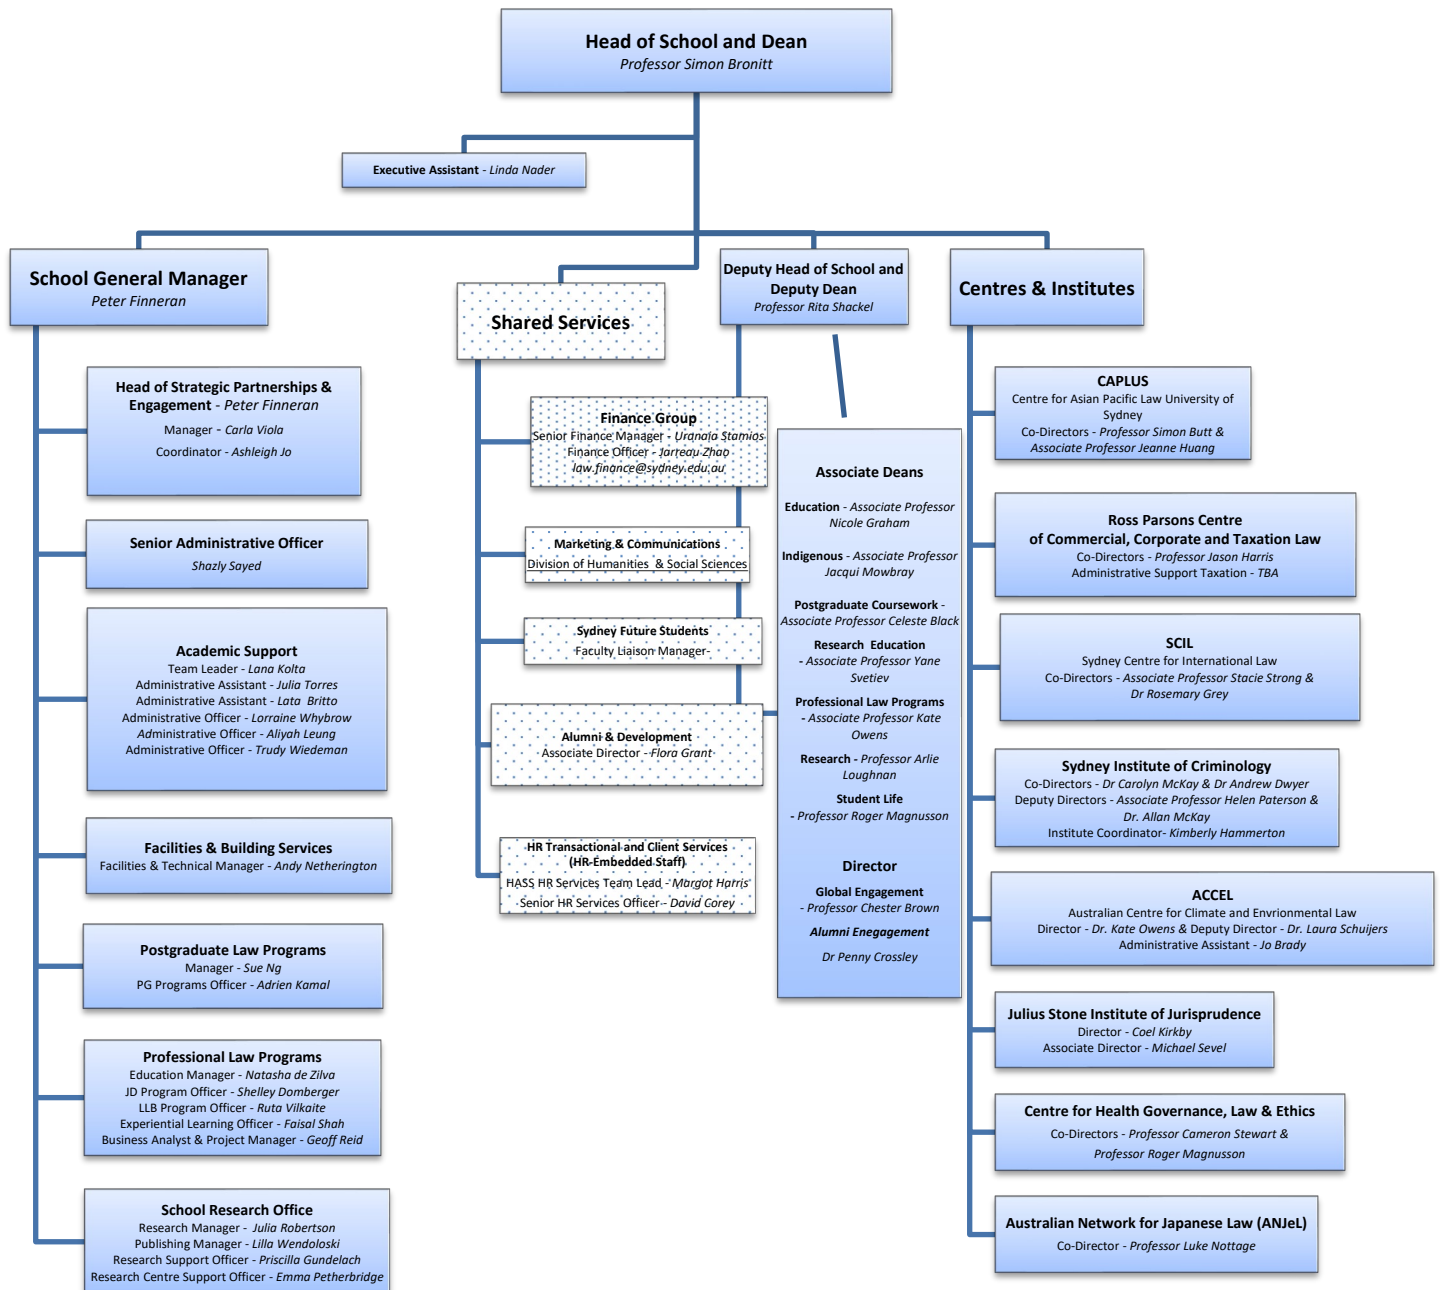 Head of School and Dean
Professor Simon Bronitt
Executive Assistant - Linda Nader
School General Manager
Peter Finneran
Head of Strategic Partnerships &
Engagement - Peter Finneran
Manager - Carla Viola
Coordinator - Ashleigh Jo
Senior Administrative Officer
Shazly Sayed
Academic Support
Team Leader - Lana Kolta
Administrative Assistant - Julia Torres
Administrative Assistant - Lata Britto
Administrative Officer - Lorraine Whybrow
Administrative Officer - Aliyah Leung
Administrative Officer - Trudy Wiedeman
Facilities & Building Services
Facilities & Technical Manager - Andy Netherington
Postgraduate Law Programs
Manager - Sue Ng
PG Programs Officer - Adrien Kamal
Professional Law Programs
Education Manager - Natasha de Zilva
JD Program Officer - Shelley Domberger
LLB Program Officer - Ruta Vilkaite
Experiential Learning Officer - Faisal Shah
Business Analyst & Project Manager - Geoff Reid
School Research Office
Research Manager - Julia Robertson
Publishing Manager - Lilla Wendoloski
Research Support Officer - Priscilla Gundelach
Research Centre Support Officer - Emma Petherbridge
Shared Services
Finance Group
Senior Finance Manager - Urangia Stamios
Finance Officer - Jarreau Zhao
law.finance@sydney.edu.au
Marketing & Communications
Division of Humanities & Social Sciences
Sydney Future Students
Faculty Liaison Manager-
Alumni & Development
Associate Director - Flora Grant
HR Transactional and Client Services
(HR-Embedded Staff)
HASS HR Services Team Lead - Margot Harris
Senior HR Services Officer - David Corey
Deputy Head of School and
Deputy Dean
Professor Rita Shackel
Associate Deans
Education - Associate Professor
Nicole Graham
Indigenous - Associate Professor
Jacqui Mowbray
Postgraduate Coursework -
Associate Professor Celeste Black
Research Education
- Associate Professor Yane
Svetiev
Professional Law Programs
- Associate Professor Kate
Owens
Research - Professor Arlie
Loughnan
Student Life
- Professor Roger Magnusson
Director
Global Engagement
- Professor Chester Brown
Alumni Enegagement
Dr Penny Crossley
Centres & Institutes
CAPLUS
Centre for Asian Pacific Law University of
Sydney
Co-Directors - Professor Simon Butt &
Associate Professor Jeanne Huang
Ross Parsons Centre
of Commercial, Corporate and Taxation Law
Co-Directors - Professor Jason Harris
Administrative Support Taxation - TBA
SCIL
Sydney Centre for International Law
Co-Directors - Associate Professor Stacie Strong &
Dr Rosemary Grey
Sydney Institute of Criminology
Co-Directors - Dr Carolyn McKay & Dr Andrew Dwyer
Deputy Directors - Associate Professor Helen Paterson &
Dr. Allan McKay
Institute Coordinator- Kimberly Hammerton
ACCEL
Australian Centre for Climate and Envrionmental Law
Director - Dr. Kate Owens & Deputy Director - Dr. Laura Schuijers
Administrative Assistant - Jo Brady
Julius Stone Institute of Jurisprudence
Director - Coel Kirkby
Associate Director - Michael Sevel
Centre for Health Governance, Law & Ethics
Co-Directors - Professor Cameron Stewart &
Professor Roger Magnusson
Australian Network for Japanese Law (ANJeL)
Co-Director - Professor Luke Nottage